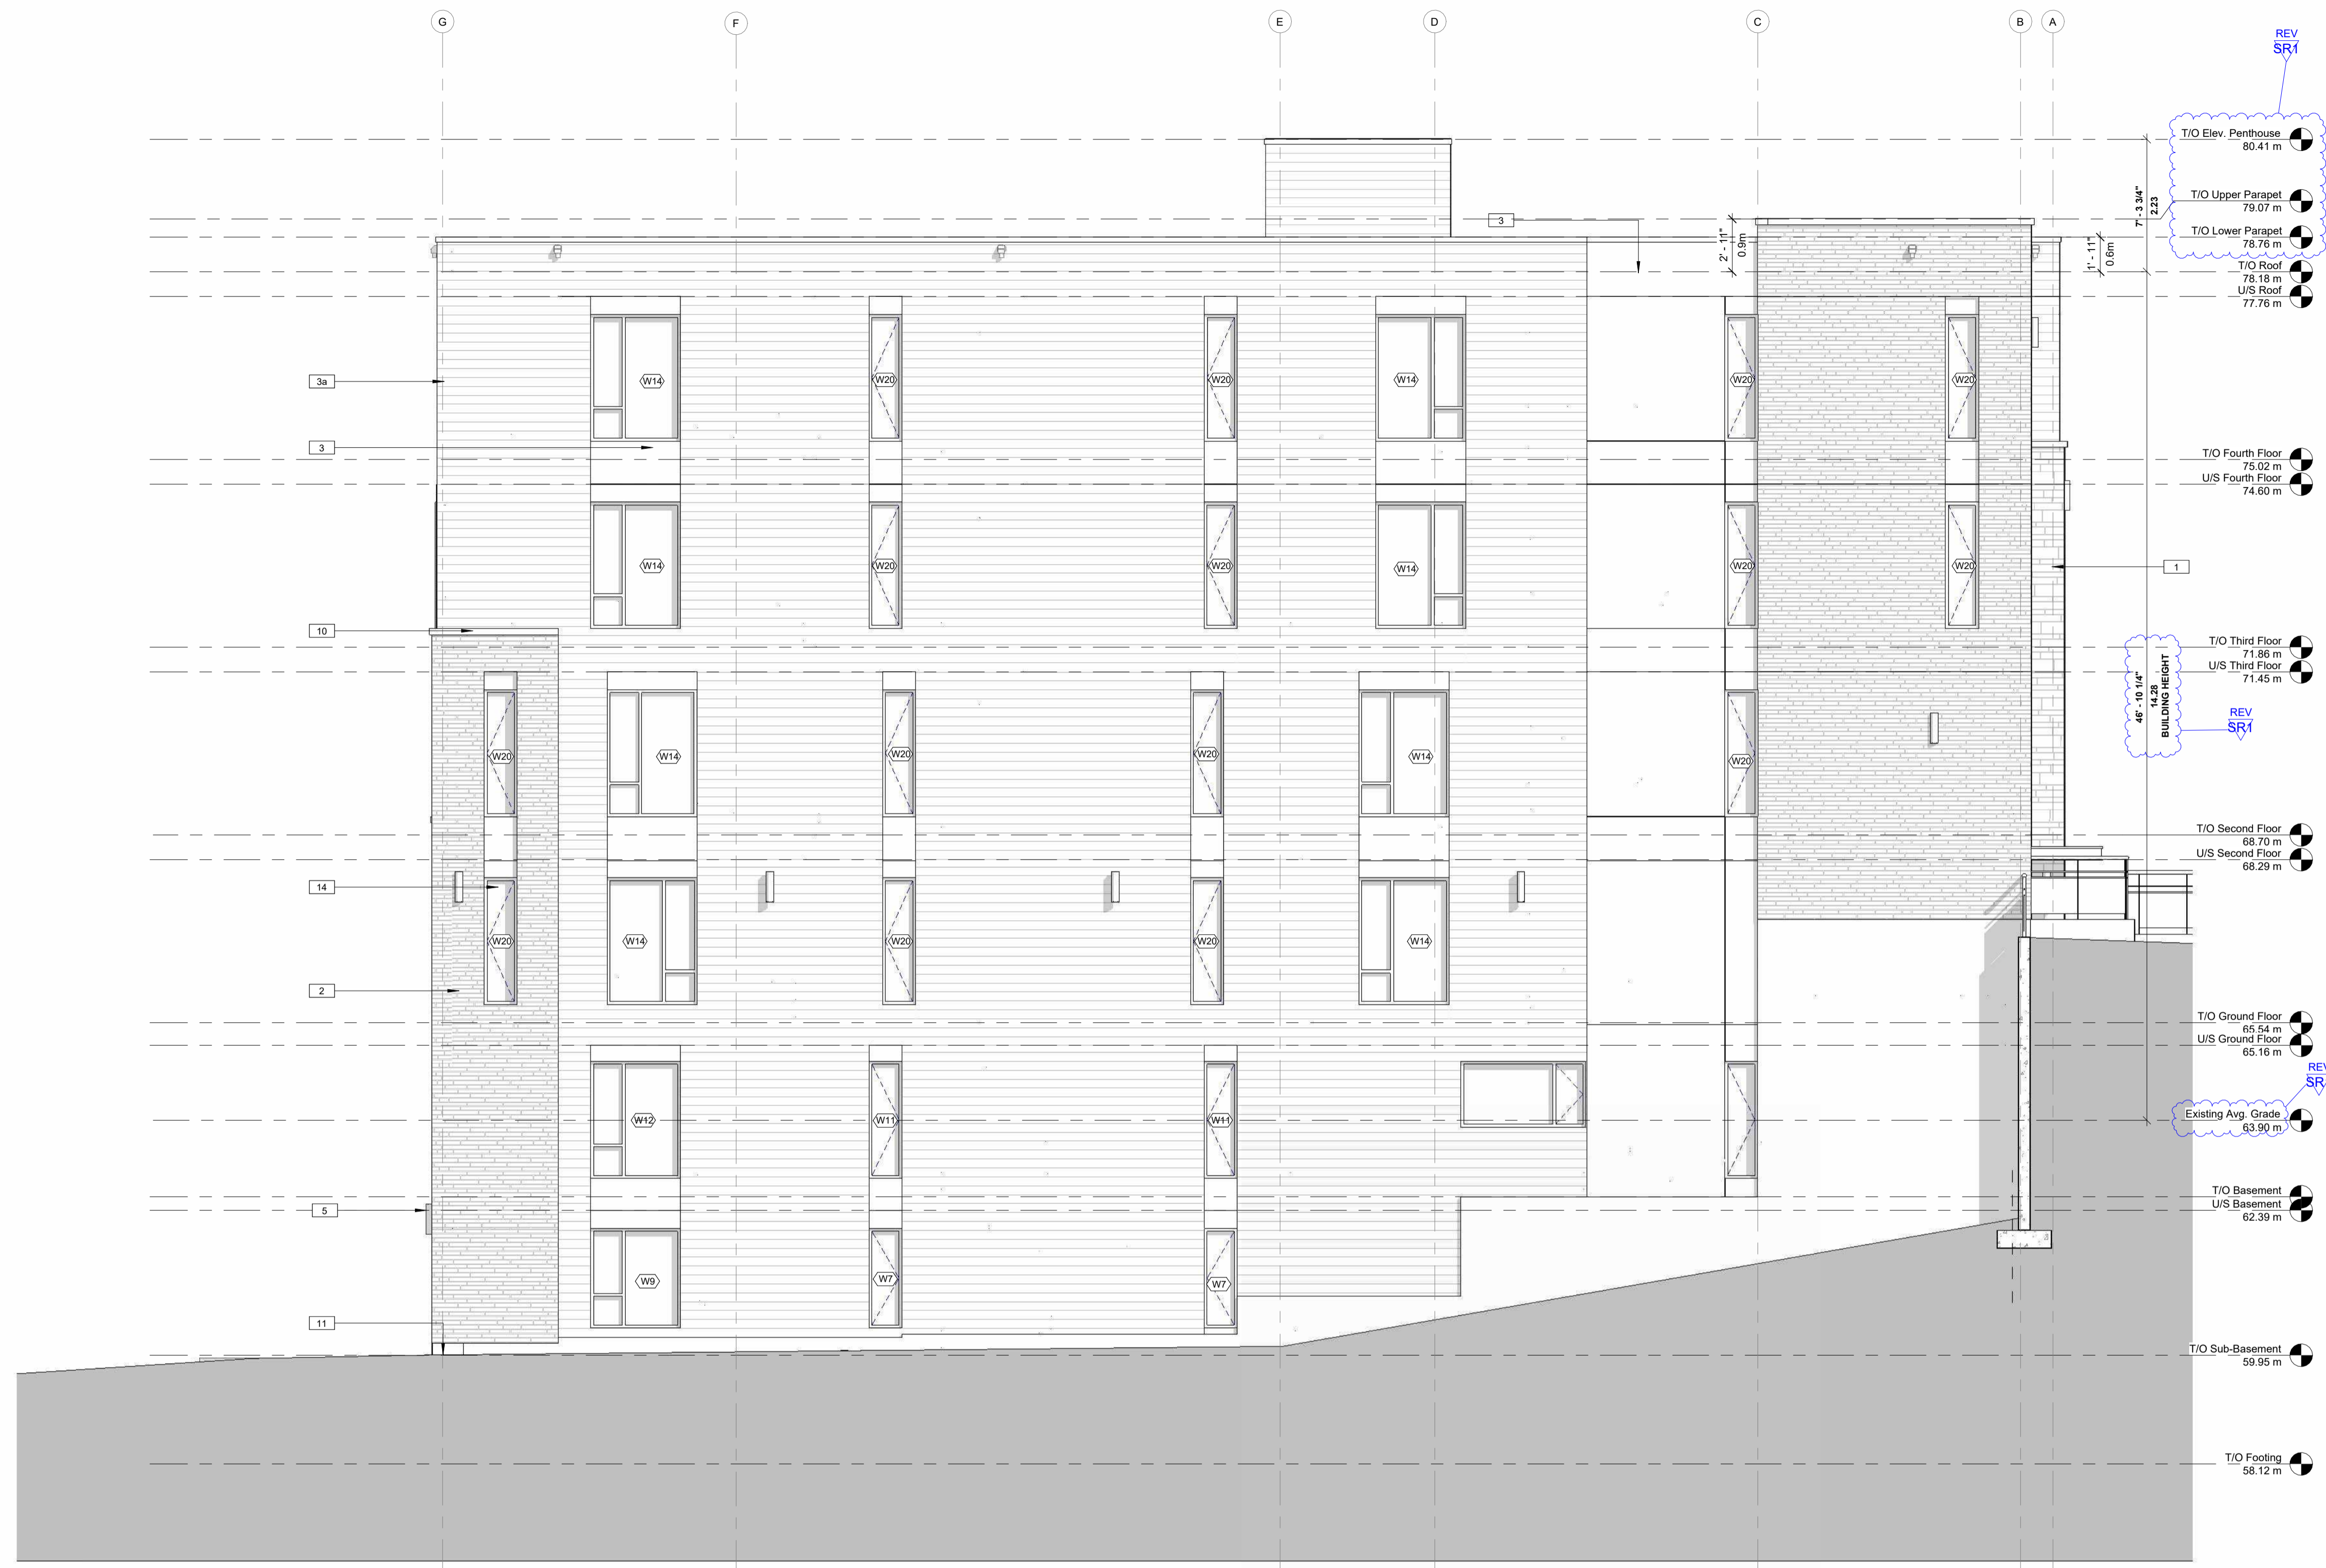 G
F
E
D
C
B
A
REV
SR1
T/O Elev. Penthouse
80.41 m
T/O Upper Parapet
79.07 m
T/O Lower Parapet
78.76 m
T/O Roof
78.18 m
U/S Roof
77.76 m
7' - 3 3/4"
2.23
3
2' - 11"
0.9m
1' - 11"
0.6m
3a
W14
W20
W20
W14
W20
W20
3
T/O Fourth Floor
75.02 m
U/S Fourth Floor
74.60 m
W14
W20
W20
W14
W20
W20
1
10
T/O Third Floor
71.86 m
U/S Third Floor
71.45 m
46' - 10 1/4"
14.28
BUILDING HEIGHT
REV
SR1
W20
W14
W20
W20
W14
W20
T/O Second Floor
68.70 m
U/S Second Floor
68.29 m
14
W20
W14
W20
W20
W14
2
T/O Ground Floor
65.54 m
U/S Ground Floor
65.16 m
REV
SR
Existing Avg. Grade
63.90 m
W12
W11
W11
T/O Basement
U/S Basement
62.39 m
5
W9
W7
W7
11
T/O Sub-Basement
59.95 m
T/O Footing
58.12 m